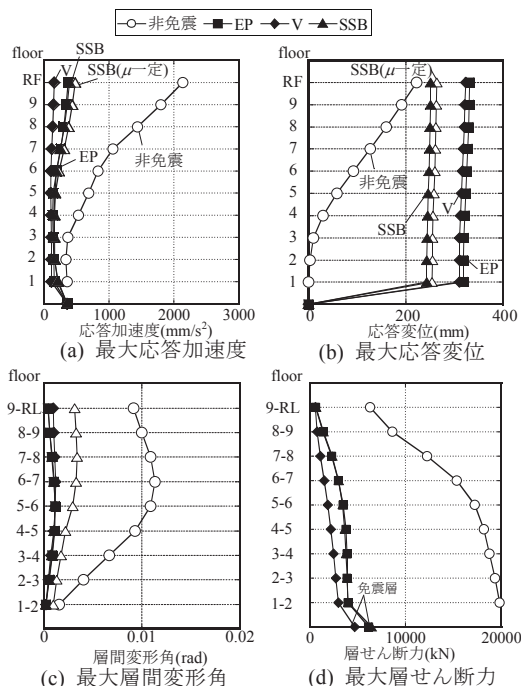 非免震 EP V SSB
floor
RF
9
8
7
6
5
4
3
2
1
V
SSB
SSB(μ一定)
EP
非免震
0 1000 2000 3000
応答加速度(mm/s²)
(a) 最大応答加速度
floor
RF
9
8
7
6
5
4
3
2
1
SSB(μ一定)
非免震
SSB
V
EP
0 200 400
応答変位(mm)
(b) 最大応答変位
floor
9-RL
8-9
7-8
6-7
5-6
4-5
3-4
2-3
1-2
0 0.01 0.02
層間変形角(rad)
(c) 最大層間変形角
floor
9-RL
8-9
7-8
6-7
5-6
4-5
3-4
2-3
1-2
免震層
0 10000 20000
層せん断力(kN)
(d) 最大層せん断力